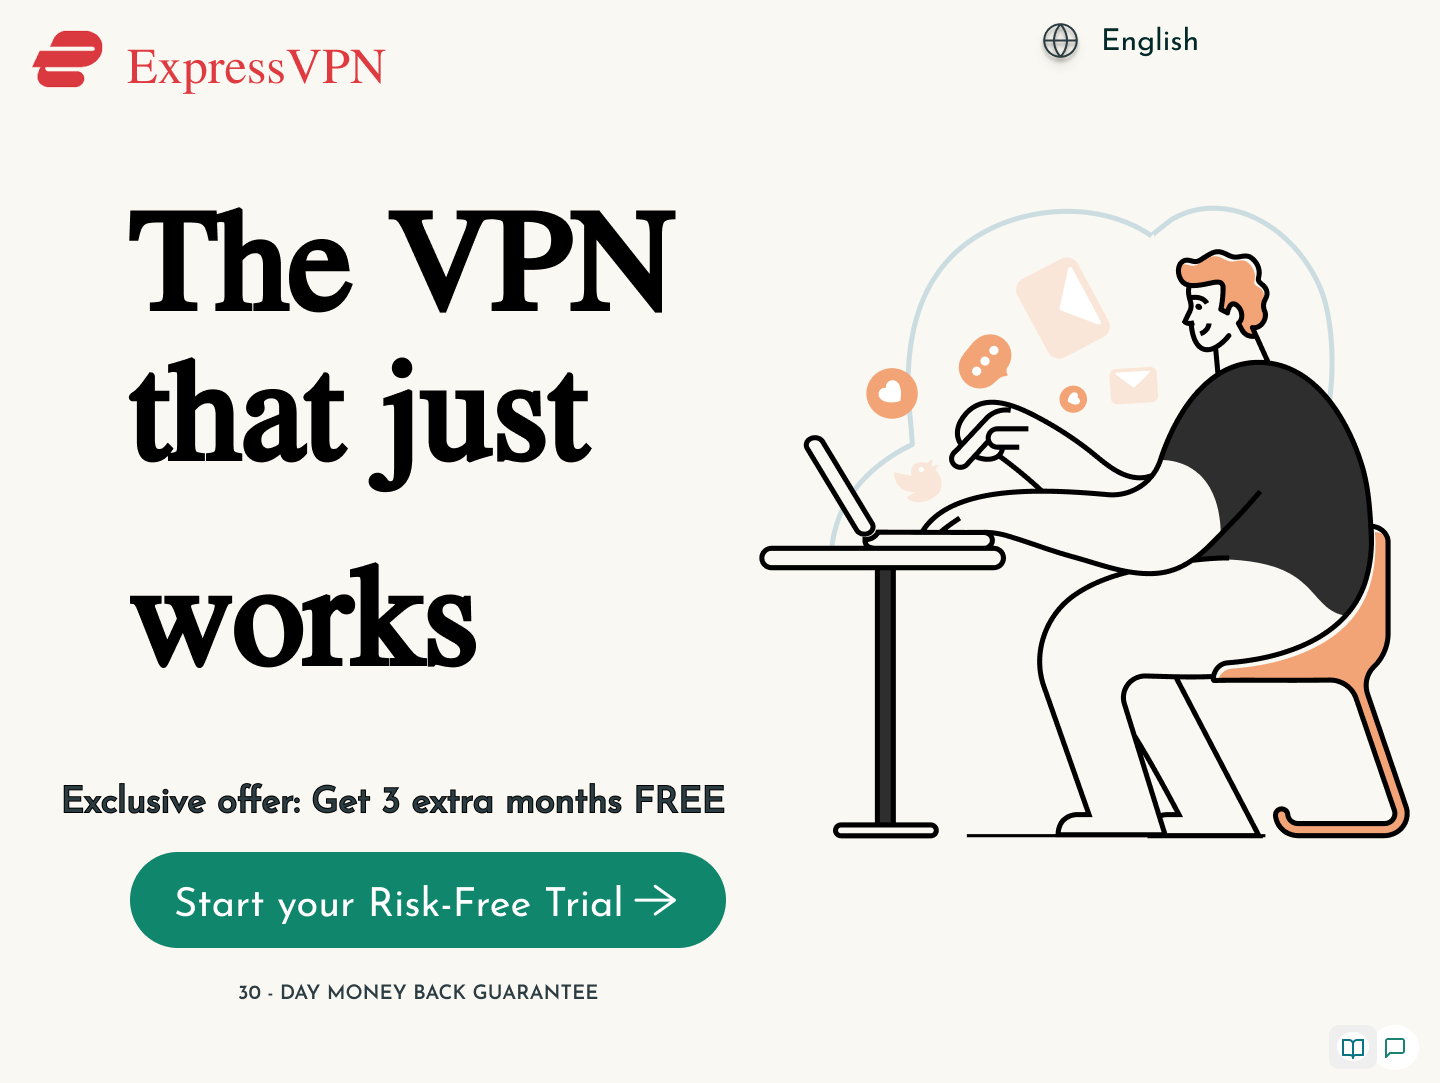 ExpressVPN
English
The VPN
that just
works
Exclusive offer: Get 3 extra months FREE
Start your Risk-Free Trial
30 - DAY MONEY BACK GUARANTEE